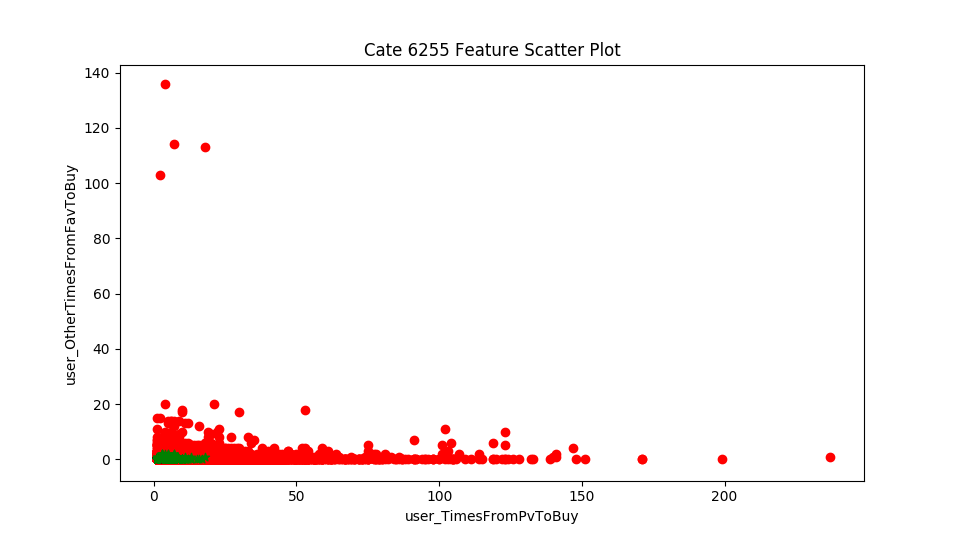 Cate 6255 Feature Scatter Plot
140
120
100
80
60
40
20
0
user_OtherTimesFromFavToBuy
0 50 100 150 200
user_TimesFromPvToBuy